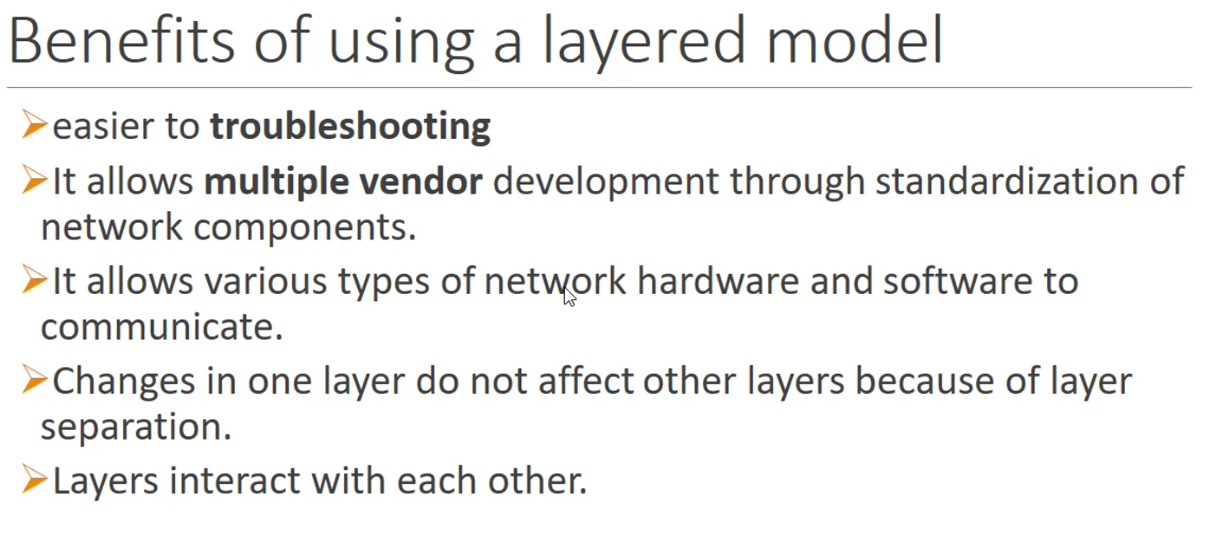 Benefits of using a layered model
➢easier to troubleshooting
➢It allows multiple vendor development through standardization of
network components.
➢It allows various types of network hardware and software to
communicate.
➢Changes in one layer do not affect other layers because of layer
separation.
➢Layers interact with each other.